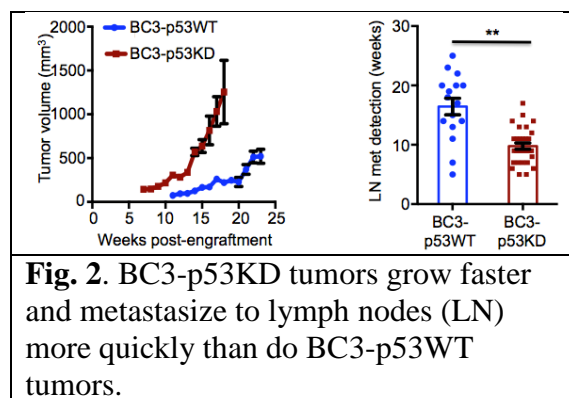 BC3-p53WT
BC3-p53KD
Tumor volume (mm³)
2000
1500
1000
500
0
0 5 10 15 20 25
Weeks post-engraftment
**
LN met detection (weeks)
30
20
10
0
BC3-
p53WT
BC3-
p53KD
Fig. 2. BC3-p53KD tumors grow faster
and metastasize to lymph nodes (LN)
more quickly than do BC3-p53WT
tumors.